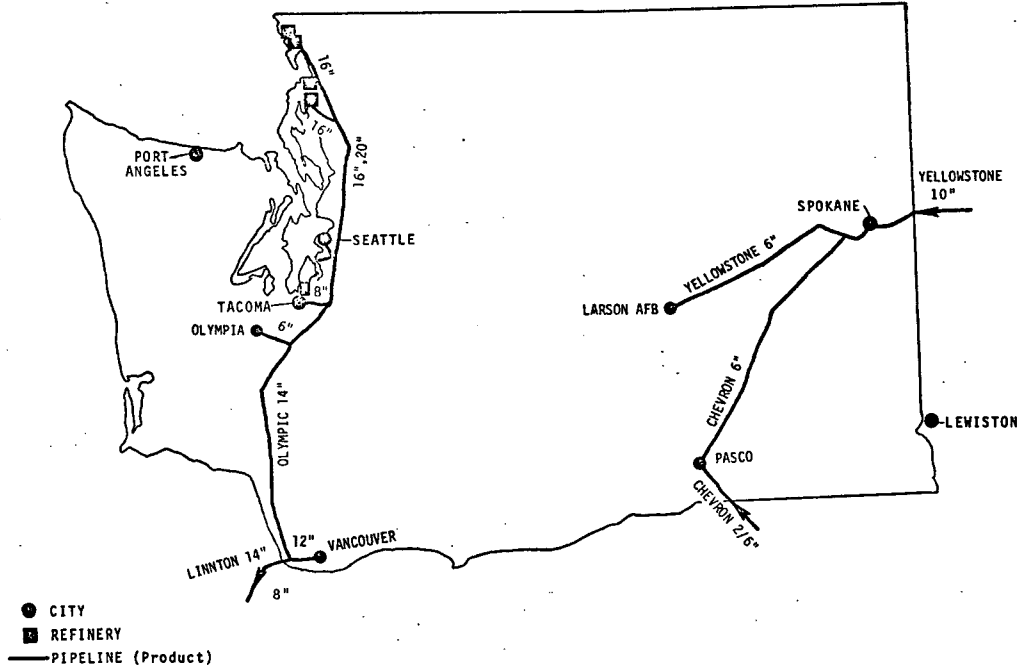 16"
16"
16",20"
PORT
ANGELES
YELLOWSTONE
10"
SPOKANE
SEATTLE
YELLOWSTONE 6"
8"
TACOMA
LARSON AFB
OLYMPIA
6"
CHEVRON 6"
OLYMPIC 14"
LEWISTON
PASCO
CHEVRON 2/6"
12"
VANCOUVER
LINNTON 14"
8"
CITY
REFINERY
PIPELINE (Product)